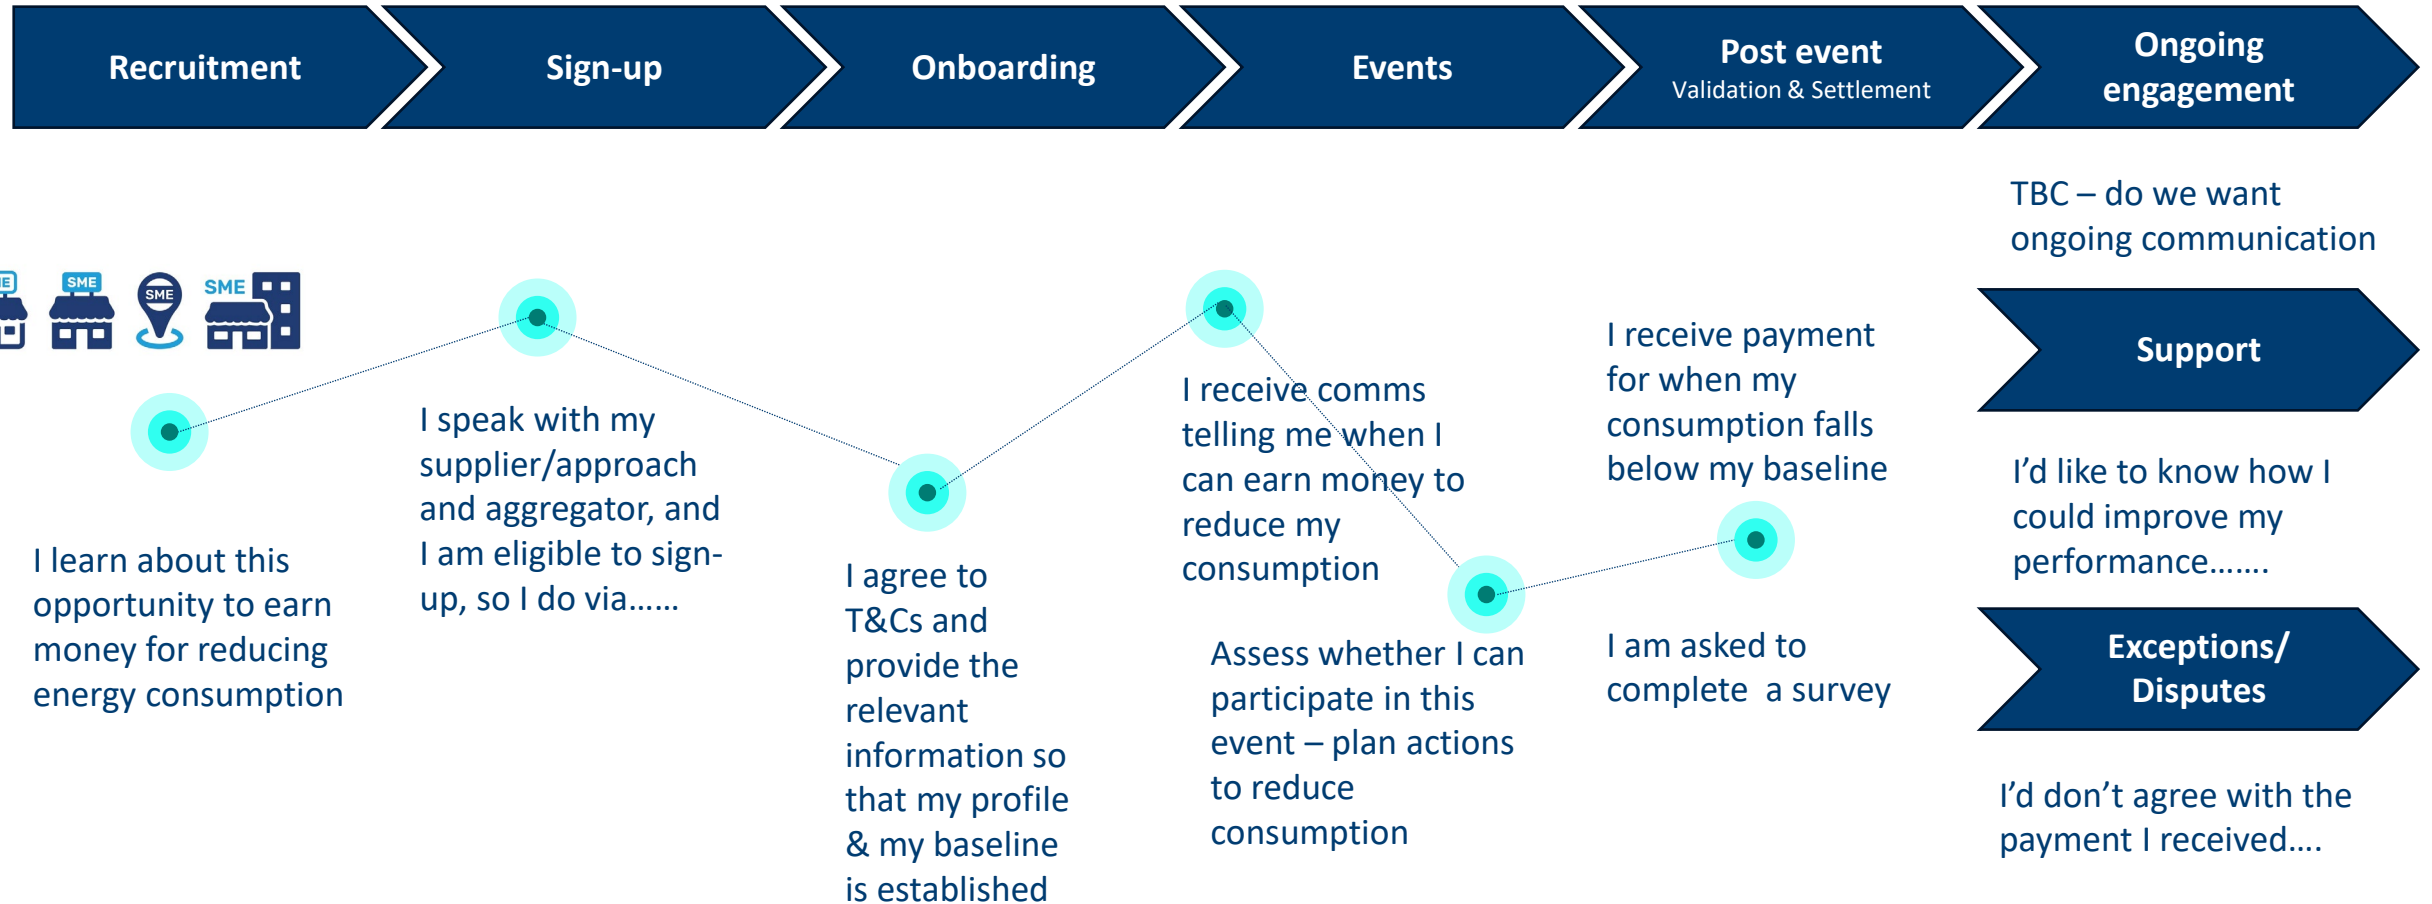 Recruitment
Sign-up
Onboarding
Events
Post event
Validation & Settlement
Ongoing
engagement
SME
SME
SME
I learn about this
opportunity to earn
money for reducing
energy consumption
I speak with my
supplier/approach
and aggregator, and
I am eligible to sign-
up, so I do via......
I agree to
T&Cs and
provide the
relevant
information so
that my profile
& my baseline
is established
I receive comms
telling me when I
can earn money to
reduce my
consumption
Assess whether I can
participate in this
event – plan actions
to reduce
consumption
I receive payment
for when my
consumption falls
below my baseline
I am asked to
complete  a survey
TBC – do we want
ongoing communication
Support
I’d like to know how I
could improve my
performance…….
Exceptions/
Disputes
I’d don’t agree with the
payment I received….